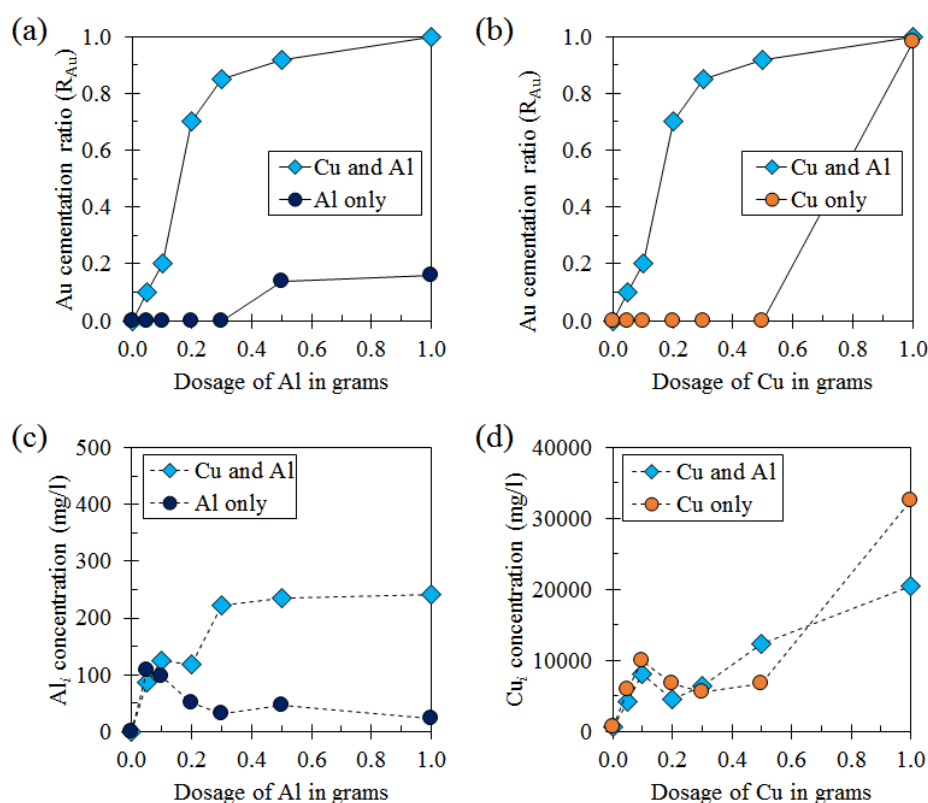 (a)
Au cementation ratio (R_Au)
1.0
0.8
0.6
0.4
0.2
0.0
Cu and Al
Al only
0.0 0.2 0.4 0.6 0.8 1.0
Dosage of Al in grams
(b)
Au cementation ratio (R_Au)
1.0
0.8
0.6
0.4
0.2
0.0
Cu and Al
Cu only
0.0 0.2 0.4 0.6 0.8 1.0
Dosage of Cu in grams
(c)
Al_i concentration (mg/l)
500
400
300
200
100
0
Cu and Al
Al only
0.0 0.2 0.4 0.6 0.8 1.0
Dosage of Al in grams
(d)
Cu_i concentration (mg/l)
40000
30000
20000
10000
0
Cu and Al
Cu only
0.0 0.2 0.4 0.6 0.8 1.0
Dosage of Cu in grams